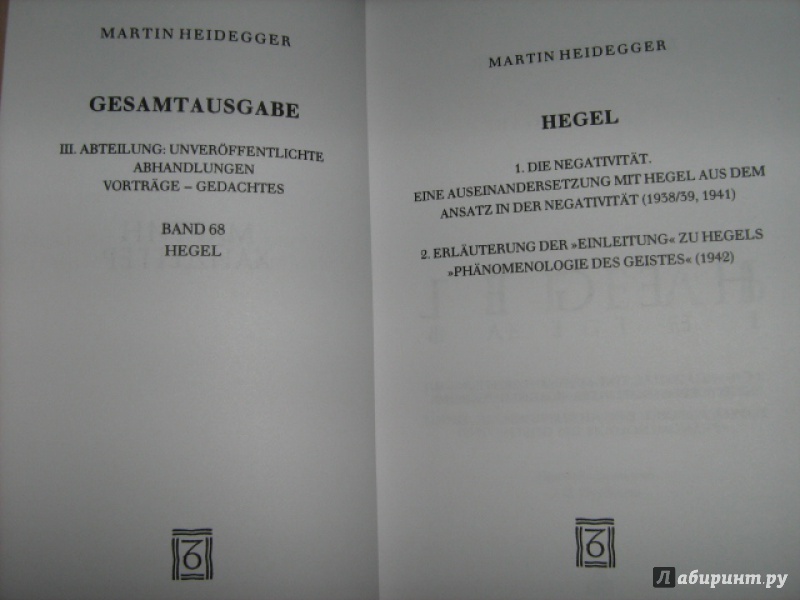 MARTIN HEIDEGGER
GESAMTAUSGABE
III. ABTEILUNG: UNVERÖFFENTLICHTE
ABHANDLUNGEN
VORTRÄGE – GEDACHTES
BAND 68
HEGEL
MARTIN HEIDEGGER
HEGEL
1. DIE NEGATIVITÄT.
EINE AUSEINANDERSETZUNG MIT HEGEL AUS DEM
ANSATZ IN DER NEGATIVITÄT (1938/39, 1941)
2. ERLÄUTERUNG DER »EINLEITUNG« ZU HEGELS
»PHÄNOMENOLOGIE DES GEISTES« (1942)
Лабиринт.ру